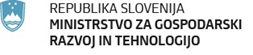 REPUBLIKA SLOVENIJA
MINISTRSTVO ZA GOSPODARSKI
RAZVOJ IN TEHNOLOGIJO